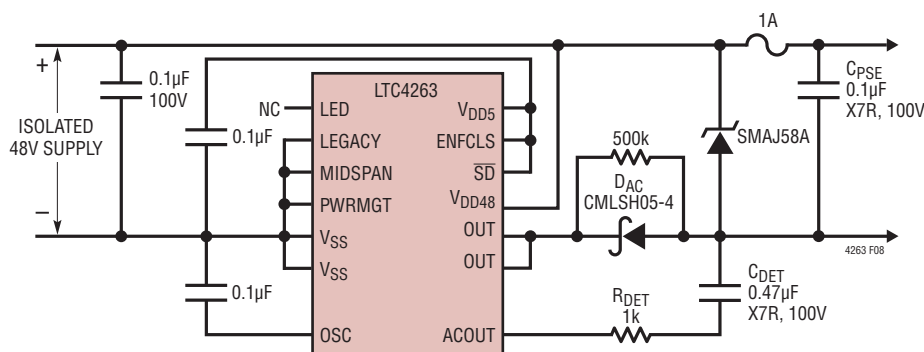 1A
+
0.1µF
100V
ISOLATED
48V SUPPLY
–
0.1µF
0.1µF
LTC4263
NC
LED
LEGACY
MIDSPAN
PWRMGT
VSS
VSS
OSC
VDD5
ENFCLS
SD
VDD48
OUT
OUT
ACOUT
500k
DAC
CMLSH05-4
SMAJ58A
CPSE
0.1µF
X7R, 100V
4263 F08
RDET
1k
CDET
0.47µF
X7R, 100V